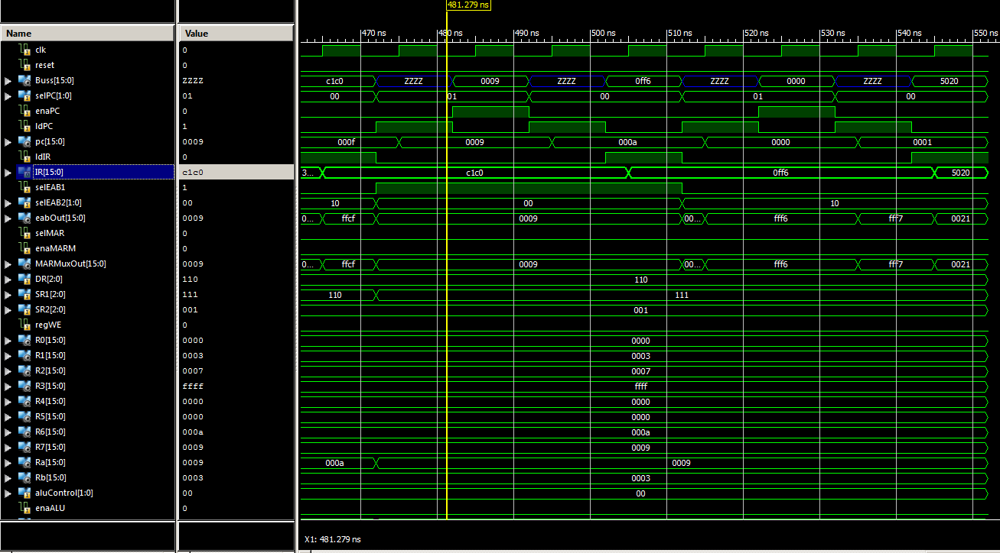 481.279 ns
Name Value 470 ns 480 ns 490 ns 500 ns 510 ns 520 ns 530 ns 540 ns 550 ns
clk 0
reset 0
Buss[15:0] ZZZZ c1c0 ZZZZ 0009 ZZZZ 0ff6 ZZZZ 0000 ZZZZ 5020
selPC[1:0] 01 00 01 00 01 00
enaPC 0
ldPC 1
pc[15:0] 0009 000f 0009 000a 0000 0001
ldIR 0
IR[15:0] c1c0 3... c1c0 0ff6 5020
selEAB1 1
selEAB2[1:0] 00 10 00 10
eabOut[15:0] 0009 0... ffcf 0009 00... fff6 fff7 0021
selMAR 0
enaMARM 0
MARMuxOut[15:0] 0009 0... ffcf 0009 00... fff6 fff7 0021
DR[2:0] 110 110
SR1[2:0] 111 110 111
SR2[2:0] 001 001
regWE 0
R0[15:0] 0000 0000
R1[15:0] 0003 0003
R2[15:0] 0007 0007
R3[15:0] ffff ffff
R4[15:0] 0000 0000
R5[15:0] 0000 0000
R6[15:0] 000a 000a
R7[15:0] 0009 0009
Ra[15:0] 0009 000a 0009
Rb[15:0] 0003 0003
aluControl[1:0] 00 00
enaALU 0
X1: 481.279 ns